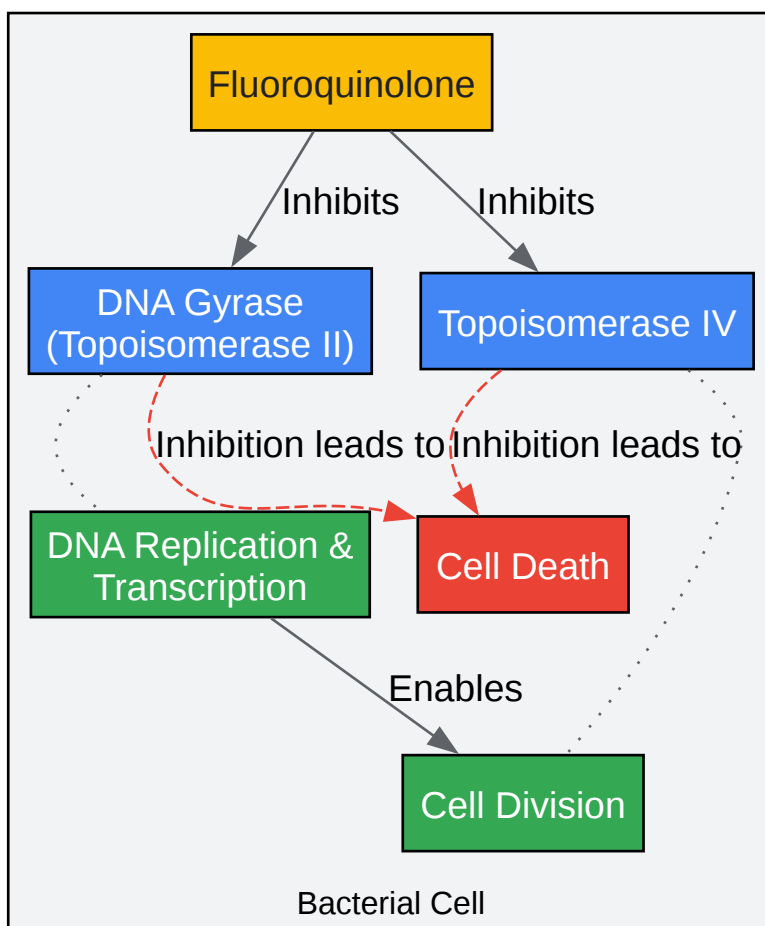 Fluoroquinolone
Inhibits
Inhibits
DNA Gyrase
(Topoisomerase II)
Topoisomerase IV
Inhibition leads to
Inhibition leads to
DNA Replication &
Transcription
Cell Death
Enables
Cell Division
Bacterial Cell